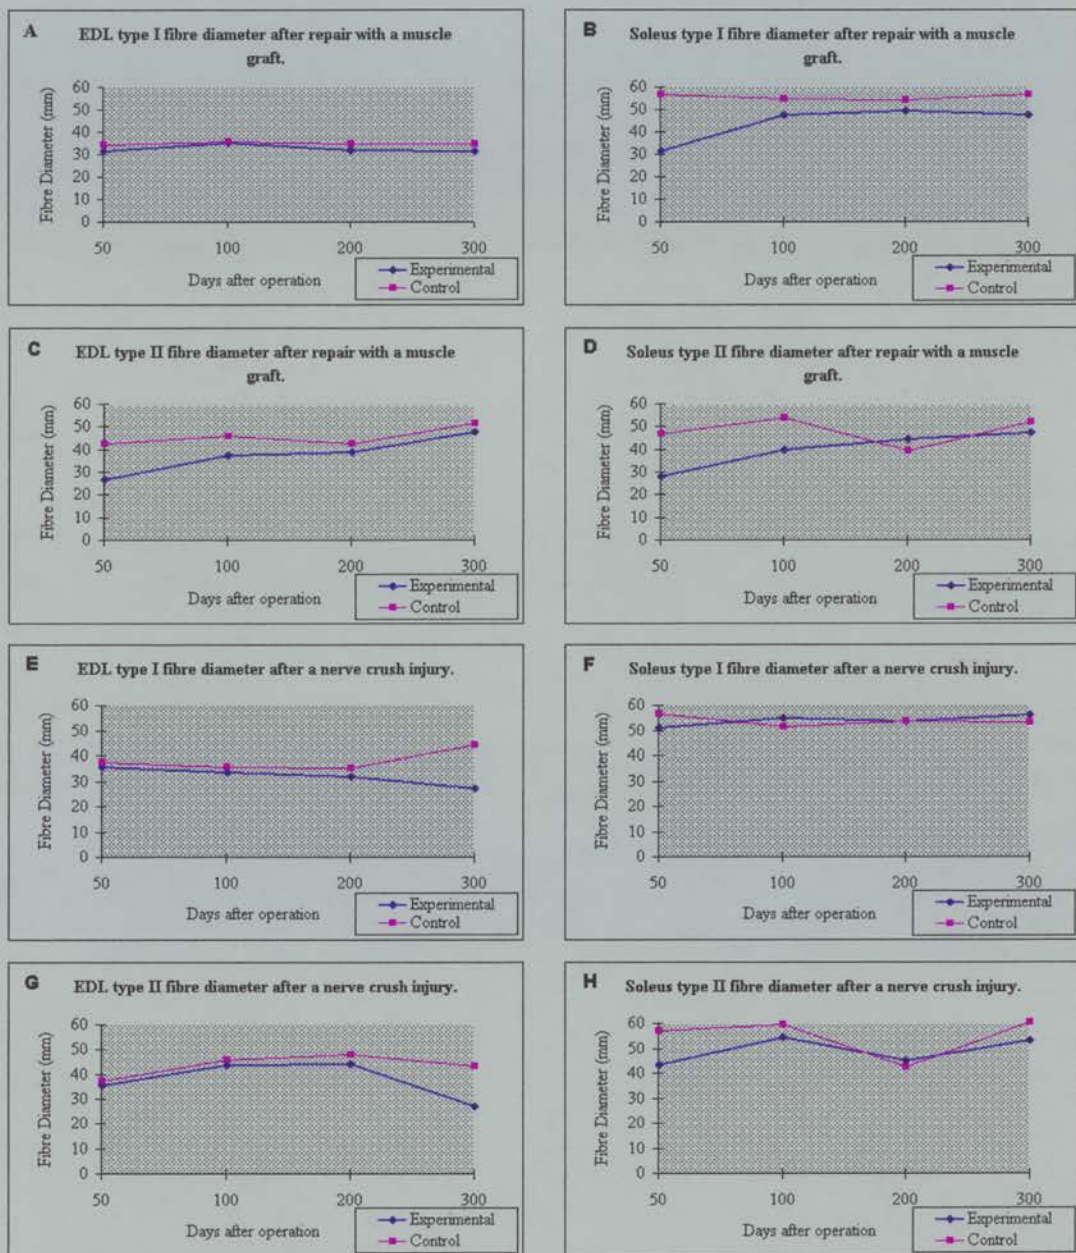 A
EDL type I fibre diameter after repair with a muscle
graft.
Fibre Diameter (mm)
60
50
40
30
20
10
0
50
100
200
300
Days after operation
Experimental
Control
B
Soleus type I fibre diameter after repair with a muscle
graft.
Fibre Diameter (mm)
60
50
40
30
20
10
0
50
100
200
300
Days after operation
Experimental
Control
C
EDL type II fibre diameter after repair with a muscle
graft.
Fibre Diameter (mm)
60
50
40
30
20
10
0
50
100
200
300
Days after operation
Experimental
Control
D
Soleus type II fibre diameter after repair with a muscle
graft.
Fibre Diameter (mm)
60
50
40
30
20
10
0
50
100
200
300
Days after operation
Experimental
Control
E
EDL type I fibre diameter after a nerve crush injury.
Fibre Diameter (mm)
60
50
40
30
20
10
0
50
100
200
300
Days after operation
Experimental
Control
F
Soleus type I fibre diameter after a nerve crush injury.
Fibre Diameter (mm)
60
50
40
30
20
10
0
50
100
200
300
Days after operation
Experimental
Control
G
EDL type II fibre diameter after a nerve crush injury.
Fibre Diameter (mm)
60
50
40
30
20
10
0
50
100
200
300
Days after operation
Experimental
Control
H
Soleus type II fibre diameter after a nerve crush injury.
Fibre Diameter (mm)
60
50
40
30
20
10
0
50
100
200
300
Days after operation
Experimental
Control